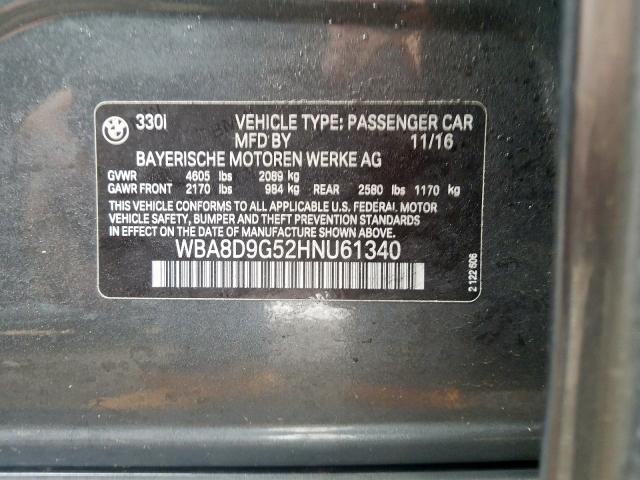 330I VEHICLE TYPE: PASSENGER CAR
MFD BY 11/16
BAYERISCHE MOTOREN WERKE AG
GVWR 4605 lbs 2089 kg
GAWR FRONT 2170 lbs 984 kg REAR 2580 lbs 1170 kg
THIS VEHICLE CONFORMS TO ALL APPLICABLE U.S. FEDERAL MOTOR
VEHICLE SAFETY, BUMPER AND THEFT PREVENTION STANDARDS
IN EFFECT ON THE DATE OF MANUFACTURE SHOWN ABOVE.
WBA8D9G52HNU61340
2 122 606